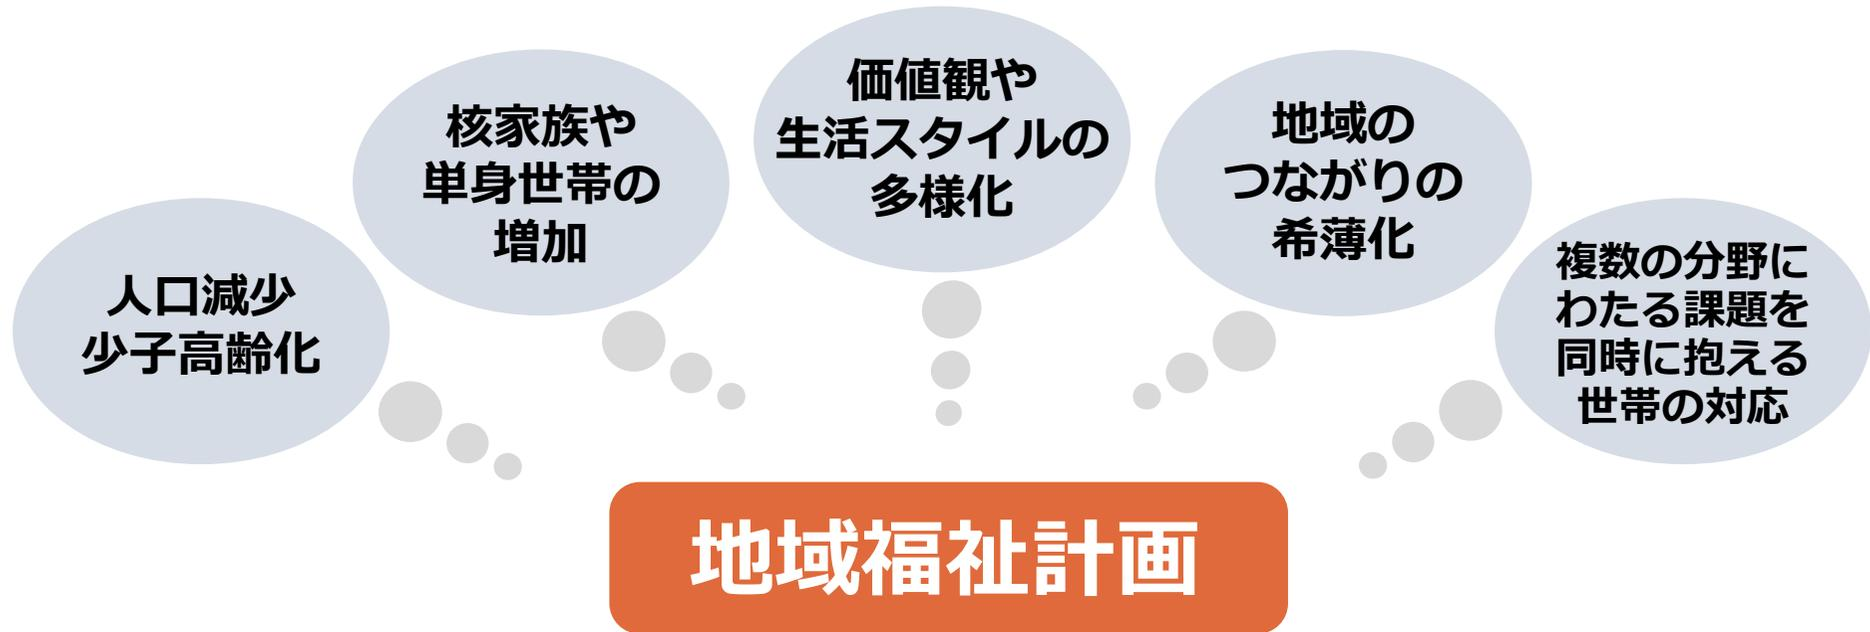 人口減少
少子高齢化
核家族や
単身世帯の
増加
価値観や
生活スタイルの
多様化
地域の
つながりの
希薄化
複数の分野に
わたる課題を
同時に抱える
世帯の対応
地域福祉計画